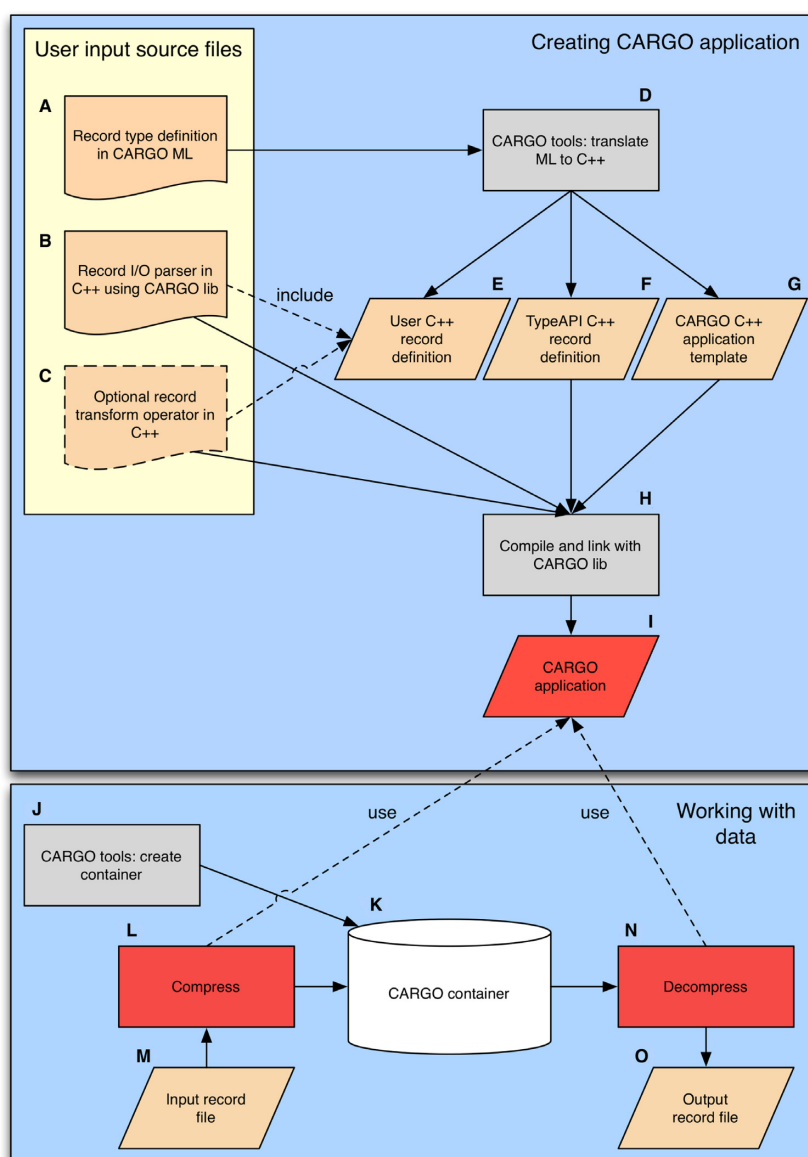 User input source files
Creating CARGO application
A
Record type definition
in CARGO ML
D
CARGO tools: translate
ML to C++
B
Record I/O parser in
C++ using CARGO lib
include
E
User C++
record
definition
F
TypeAPI C++
record
definition
G
CARGO C++
application
template
C
Optional record
transform operator in
C++
H
Compile and link with
CARGO lib
I
CARGO
application
J
CARGO tools: create
container
use
use
Working with
data
K
CARGO container
L
Compress
N
Decompress
M
Input record
file
O
Output
record file